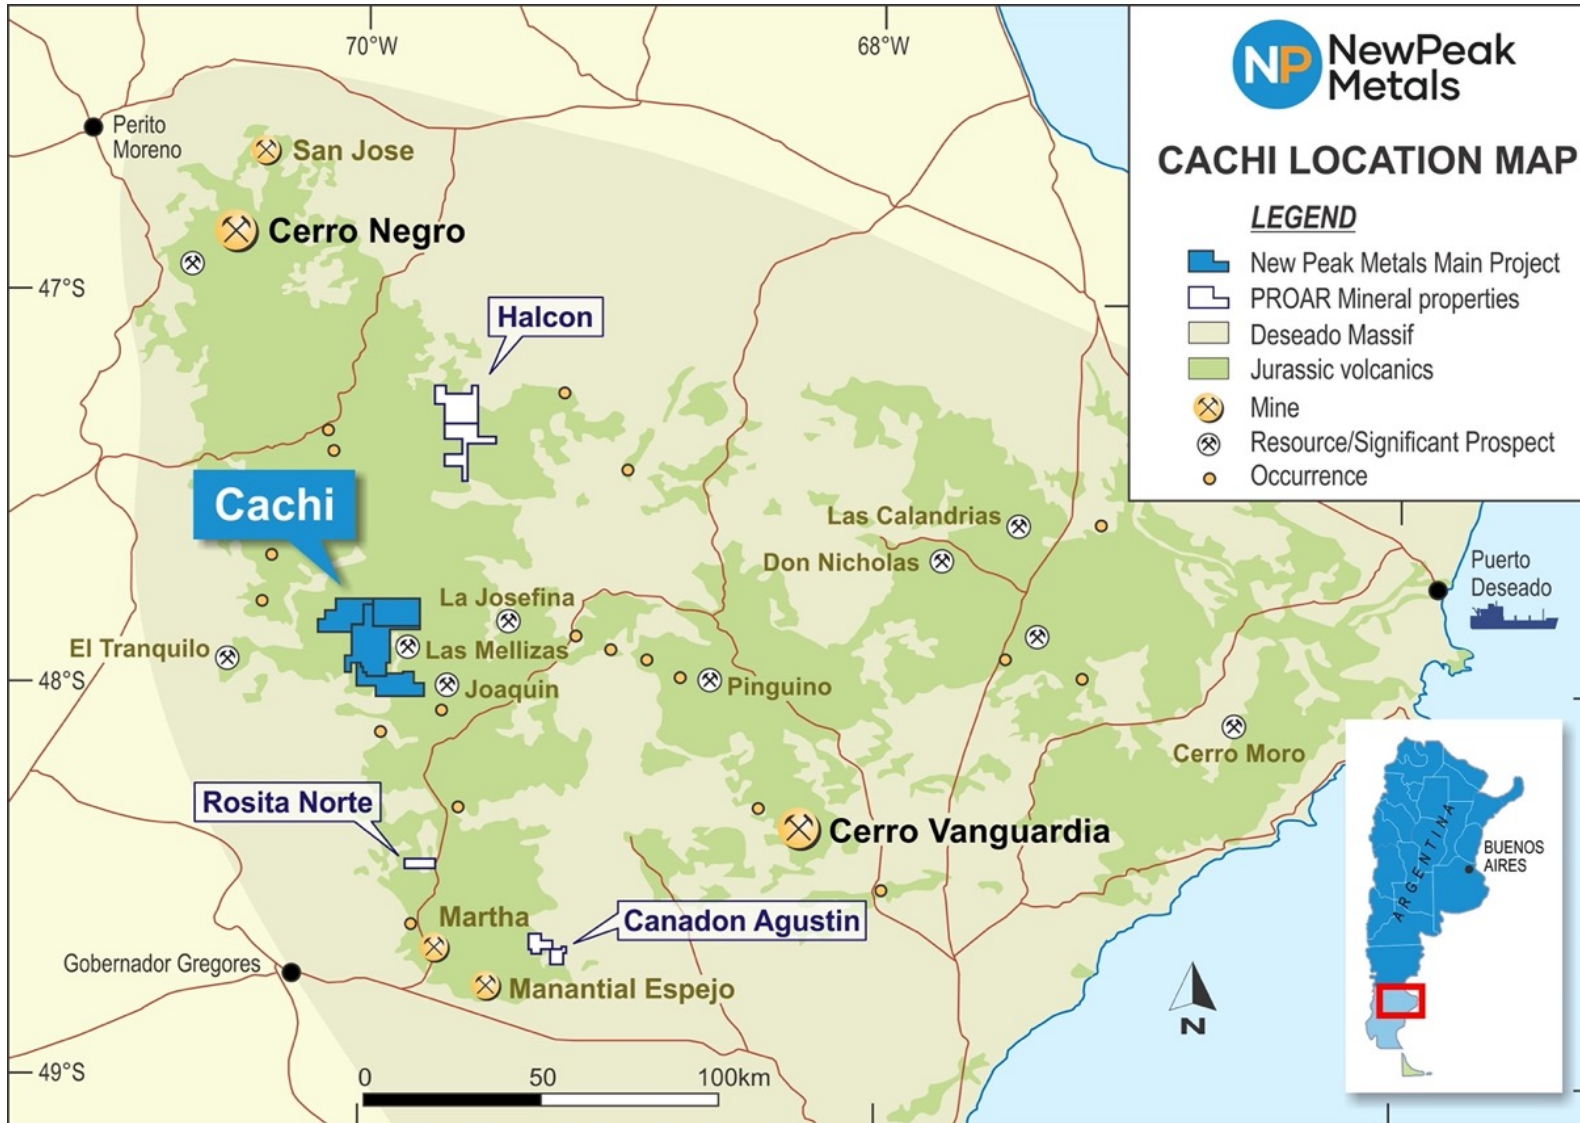 70°W
68°W
NP NewPeak
Metals
CACHI LOCATION MAP
LEGEND
New Peak Metals Main Project
PROAR Mineral properties
Deseado Massif
Jurassic volcanics
Mine
Resource/Significant Prospect
Occurrence
Perito
Moreno
San Jose
Cerro Negro
47°S
Halcon
Cachi
Las Calandrias
Don Nicholas
Puerto
Deseado
La Josefina
El Tranquilo
Las Mellizas
48°S
Joaquin
Pinguino
Cerro Moro
Rosita Norte
Cerro Vanguardia
ARGENTINA
BUENOS
AIRES
Martha
Canadon Agustin
Gobernador Gregores
Manantial Espejo
N
49°S
0
50
100km